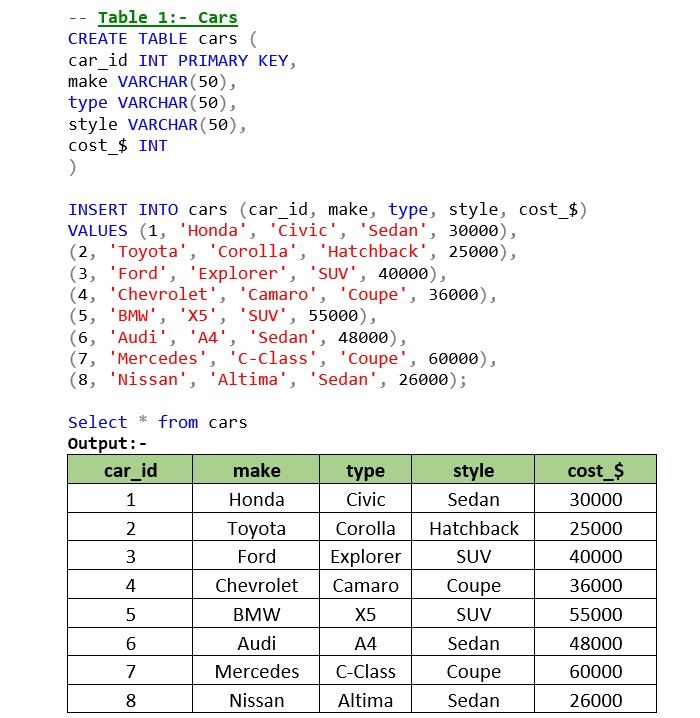 -- Table 1:- Cars
CREATE TABLE cars (
car_id INT PRIMARY KEY,
make VARCHAR(50),
type VARCHAR(50),
style VARCHAR(50),
cost_$ INT
)
INSERT INTO cars (car_id, make, type, style, cost_$)
VALUES (1, 'Honda', 'Civic', 'Sedan', 30000),
(2, 'Toyota', 'Corolla', 'Hatchback', 25000),
(3, 'Ford', 'Explorer', 'SUV', 40000),
(4, 'Chevrolet', 'Camaro', 'Coupe', 36000),
(5, 'BMW', 'X5', 'SUV', 55000),
(6, 'Audi', 'A4', 'Sedan', 48000),
(7, 'Mercedes', 'C-Class', 'Coupe', 60000),
(8, 'Nissan', 'Altima', 'Sedan', 26000);
Select * from cars
Output:-
car_id make type style cost_$
1 Honda Civic Sedan 30000
2 Toyota Corolla Hatchback 25000
3 Ford Explorer SUV 40000
4 Chevrolet Camaro Coupe 36000
5 BMW X5 SUV 55000
6 Audi A4 Sedan 48000
7 Mercedes C-Class Coupe 60000
8 Nissan Altima Sedan 26000